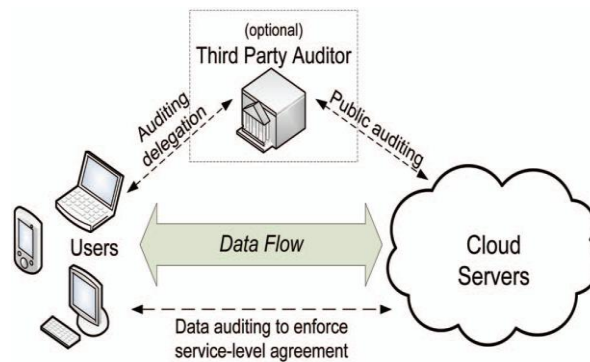 (optional)
Third Party Auditor
Auditing
delegation
Public auditing
Users
Data Flow
Cloud
Servers
Data auditing to enforce
service-level agreement